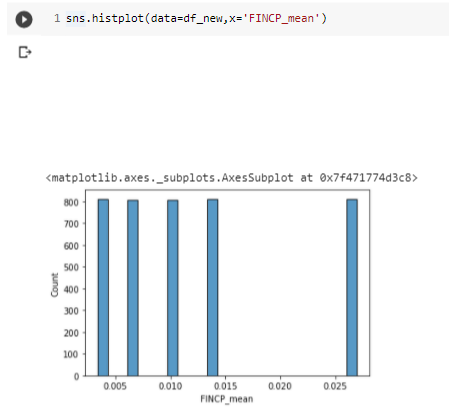 1 sns.histplot(data=df_new,x='FINCP_mean')
<matplotlib.axes._subplots.AxesSubplot at 0x7f471774d3c8>
800
700
600
500
400
300
200
100
0
Count
0.005 0.010 0.015 0.020 0.025
FINCP_mean